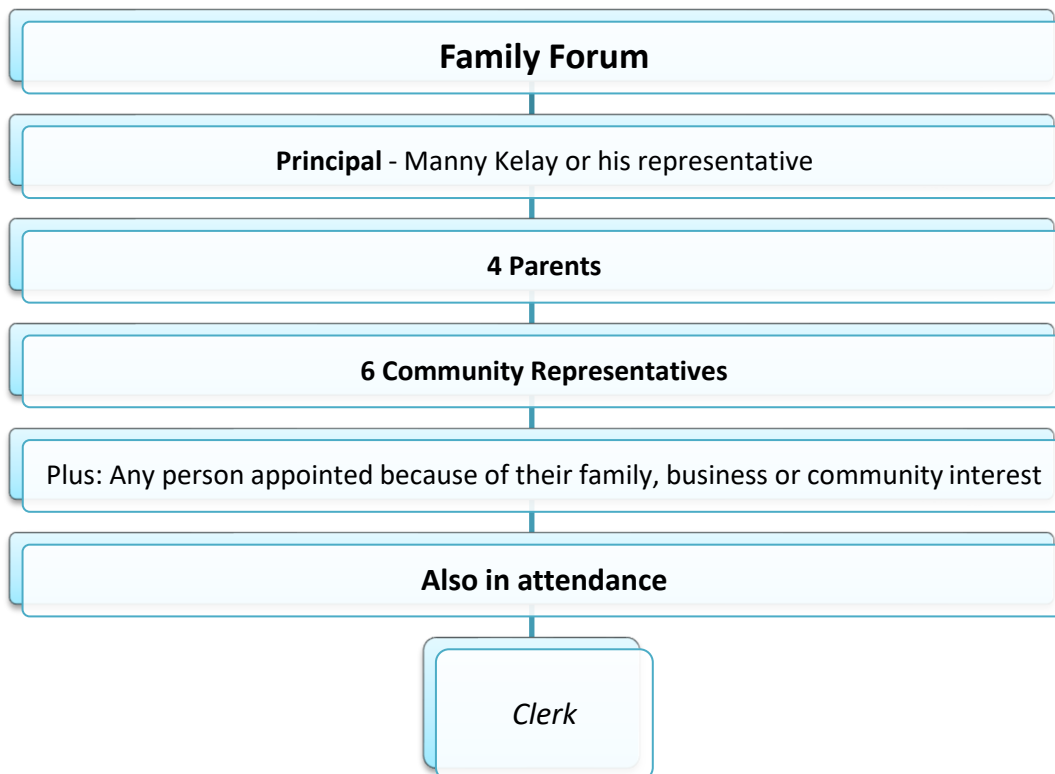 Family Forum
Principal - Manny Kelay or his representative
4 Parents
6 Community Representatives
Plus: Any person appointed because of their family, business or community interest
Also in attendance
Clerk